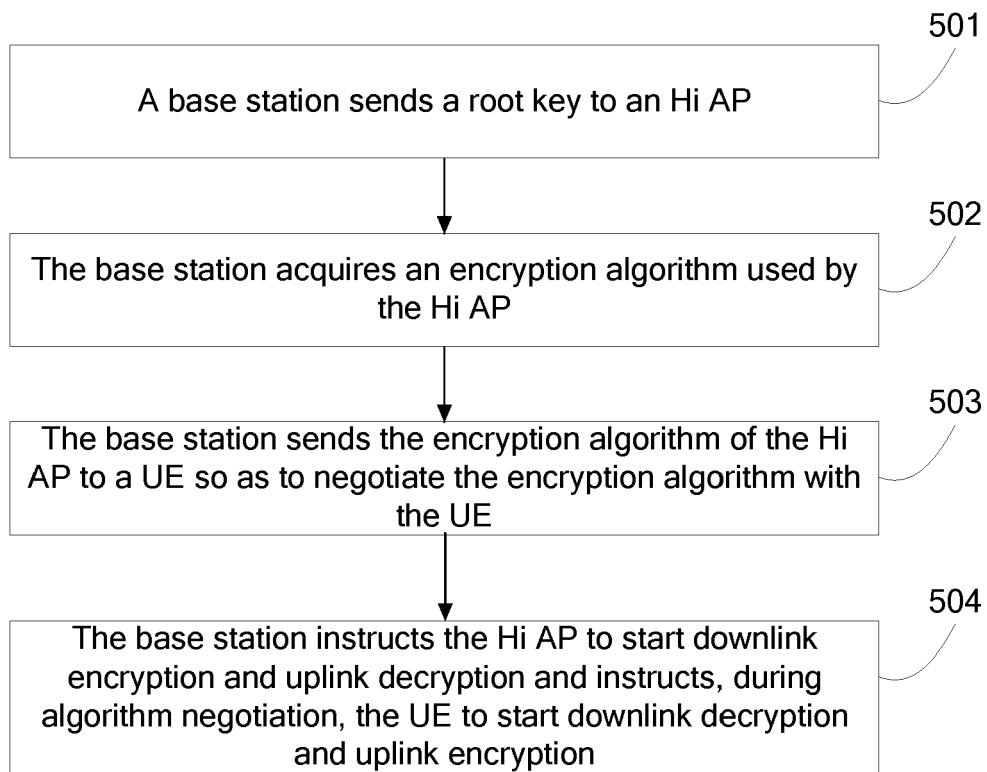 501
A base station sends a root key to an Hi AP
502
The base station acquires an encryption algorithm used by
the Hi AP
503
The base station sends the encryption algorithm of the Hi
AP to a UE so as to negotiate the encryption algorithm with
the UE
504
The base station instructs the Hi AP to start downlink
encryption and uplink decryption and instructs, during
algorithm negotiation, the UE to start downlink decryption
and uplink encryption